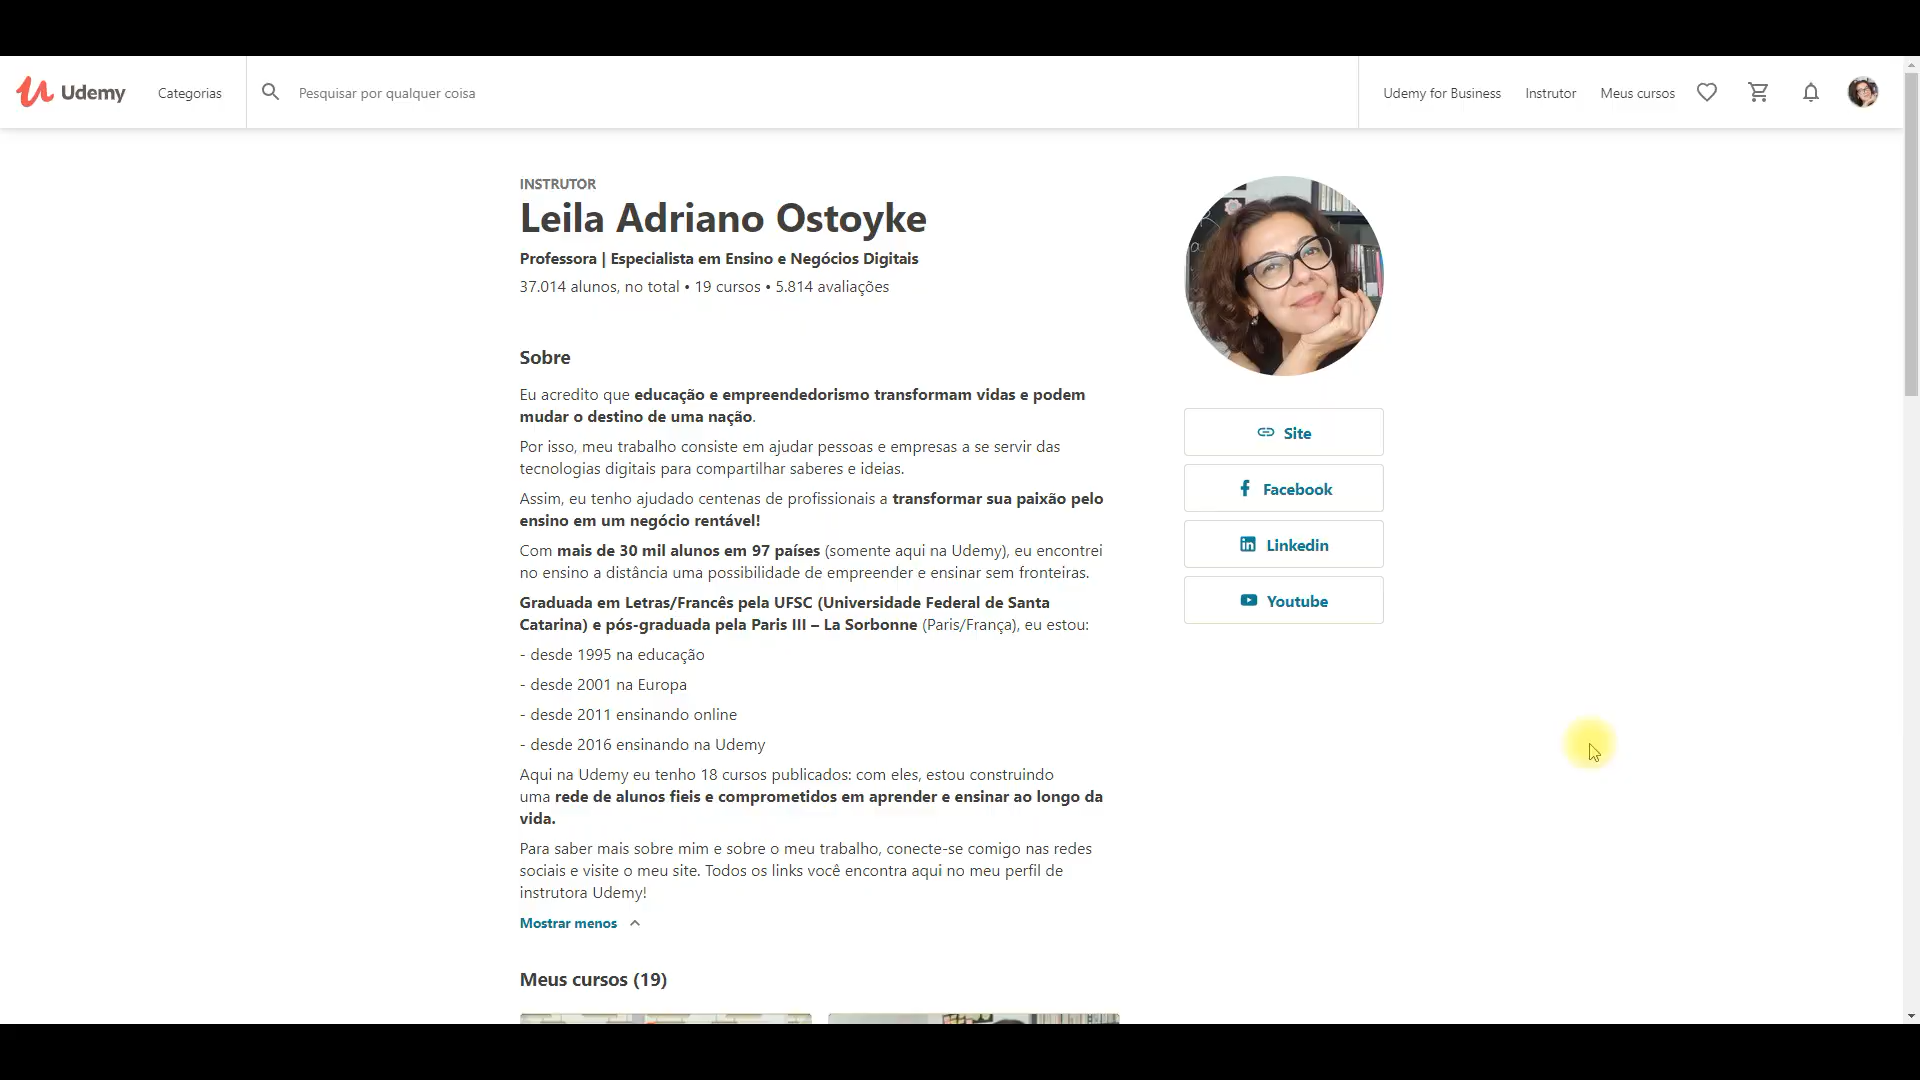 Udemy
Categorias
Pesquisar por qualquer coisa
Udemy for Business
Instrutor
Meus cursos
INSTRUTOR
Leila Adriano Ostoyke
Professora | Especialista em Ensino e Negócios Digitais
37.014 alunos, no total • 19 cursos • 5.814 avaliações
Sobre
Eu acredito que educação e empreendedorismo transformam vidas e podem
mudar o destino de uma nação.
Por isso, meu trabalho consiste em ajudar pessoas e empresas a se servir das
tecnologias digitais para compartilhar saberes e ideias.
Assim, eu tenho ajudado centenas de profissionais a transformar sua paixão pelo
ensino em um negócio rentável!
Com mais de 30 mil alunos em 97 países (somente aqui na Udemy), eu encontrei
no ensino a distância uma possibilidade de empreender e ensinar sem fronteiras.
Graduada em Letras/Francês pela UFSC (Universidade Federal de Santa
Catarina) e pós-graduada pela Paris III – La Sorbonne (Paris/França), eu estou:
- desde 1995 na educação
- desde 2001 na Europa
- desde 2011 ensinando online
- desde 2016 ensinando na Udemy
Aqui na Udemy eu tenho 18 cursos publicados: com eles, estou construindo
uma rede de alunos fieis e comprometidos em aprender e ensinar ao longo da
vida.
Para saber mais sobre mim e sobre o meu trabalho, conecte-se comigo nas redes
sociais e visite o meu site. Todos os links você encontra aqui no meu perfil de
instrutora Udemy!
Mostrar menos
Meus cursos (19)
Site
Facebook
Linkedin
Youtube